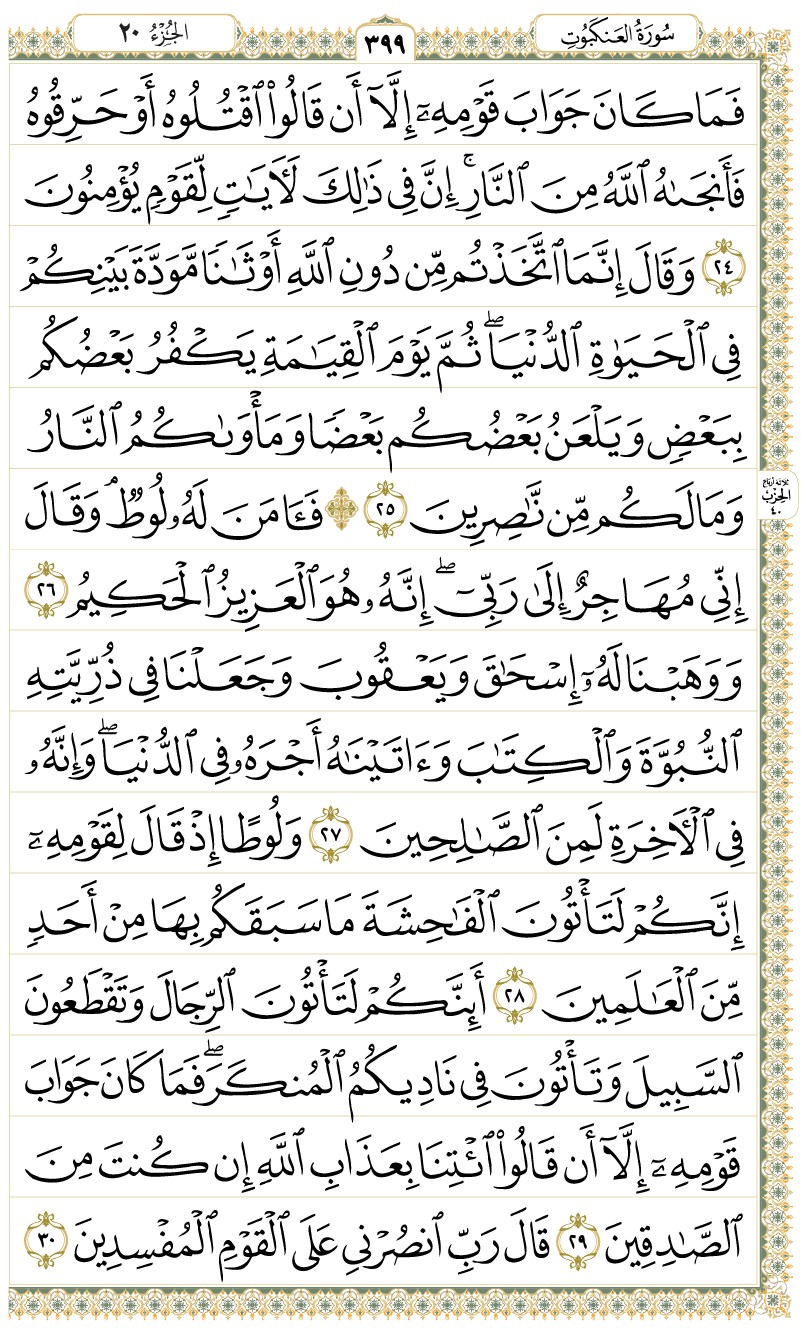 سُورَةُ العَنكَبُوتِ
٣٩٩
الجُزْءُ ٢٠
فَمَا كَانَ جَوَابَ قَوْمِهِۦٓ إِلَّآ أَن قَالُوا۟ ٱقْتُلُوهُ أَوْ حَرِّقُوهُ
فَأَنجَىٰهُ ٱللَّهُ مِنَ ٱلنَّارِ ۚ إِنَّ فِى ذَٰلِكَ لَـَٔايَـٰتٍ لِّقَوْمٍ يُؤْمِنُونَ
٢٤ وَقَالَ إِنَّمَا ٱتَّخَذْتُم مِّن دُونِ ٱللَّهِ أَوْثَـٰنًا مَّوَدَّةَ بَيْنِكُمْ
فِى ٱلْحَيَوٰةِ ٱلدُّنْيَا ۖ ثُمَّ يَوْمَ ٱلْقِيَـٰمَةِ يَكْفُرُ بَعْضُكُم
بِبَعْضٍ وَيَلْعَنُ بَعْضُكُم بَعْضًا وَمَأْوَىٰكُمُ ٱلنَّارُ
وَمَا لَكُم مِّن نَّـٰصِرِينَ ٢٥ ۞ فَـَٔامَنَ لَهُۥ لُوطٌ ۘ وَقَالَ
ثلاثة أرباع
الحِزْب
٤٠
إِنِّى مُهَاجِرٌ إِلَىٰ رَبِّىٓ ۖ إِنَّهُۥ هُوَ ٱلْعَزِيزُ ٱلْحَكِيمُ ٢٦
وَوَهَبْنَا لَهُۥٓ إِسْحَـٰقَ وَيَعْقُوبَ وَجَعَلْنَا فِى ذُرِّيَّتِهِ
ٱلنُّبُوَّةَ وَٱلْكِتَـٰبَ وَءَاتَيْنَـٰهُ أَجْرَهُۥ فِى ٱلدُّنْيَا ۖ وَإِنَّهُۥ
فِى ٱلْـَٔاخِرَةِ لَمِنَ ٱلصَّـٰلِحِينَ ٢٧ وَلُوطًا إِذْ قَالَ لِقَوْمِهِۦٓ
إِنَّكُمْ لَتَأْتُونَ ٱلْفَـٰحِشَةَ مَا سَبَقَكُم بِهَا مِنْ أَحَدٍ
مِّنَ ٱلْعَـٰلَمِينَ ٢٨ أَئِنَّكُمْ لَتَأْتُونَ ٱلرِّجَالَ وَتَقْطَعُونَ
ٱلسَّبِيلَ وَتَأْتُونَ فِى نَادِيكُمُ ٱلْمُنكَرَ ۖ فَمَا كَانَ جَوَابَ
قَوْمِهِۦٓ إِلَّآ أَن قَالُوا۟ ٱئْتِنَا بِعَذَابِ ٱللَّهِ إِن كُنتَ مِنَ
ٱلصَّـٰدِقِينَ ٢٩ قَالَ رَبِّ ٱنصُرْنِى عَلَى ٱلْقَوْمِ ٱلْمُفْسِدِينَ ٣٠